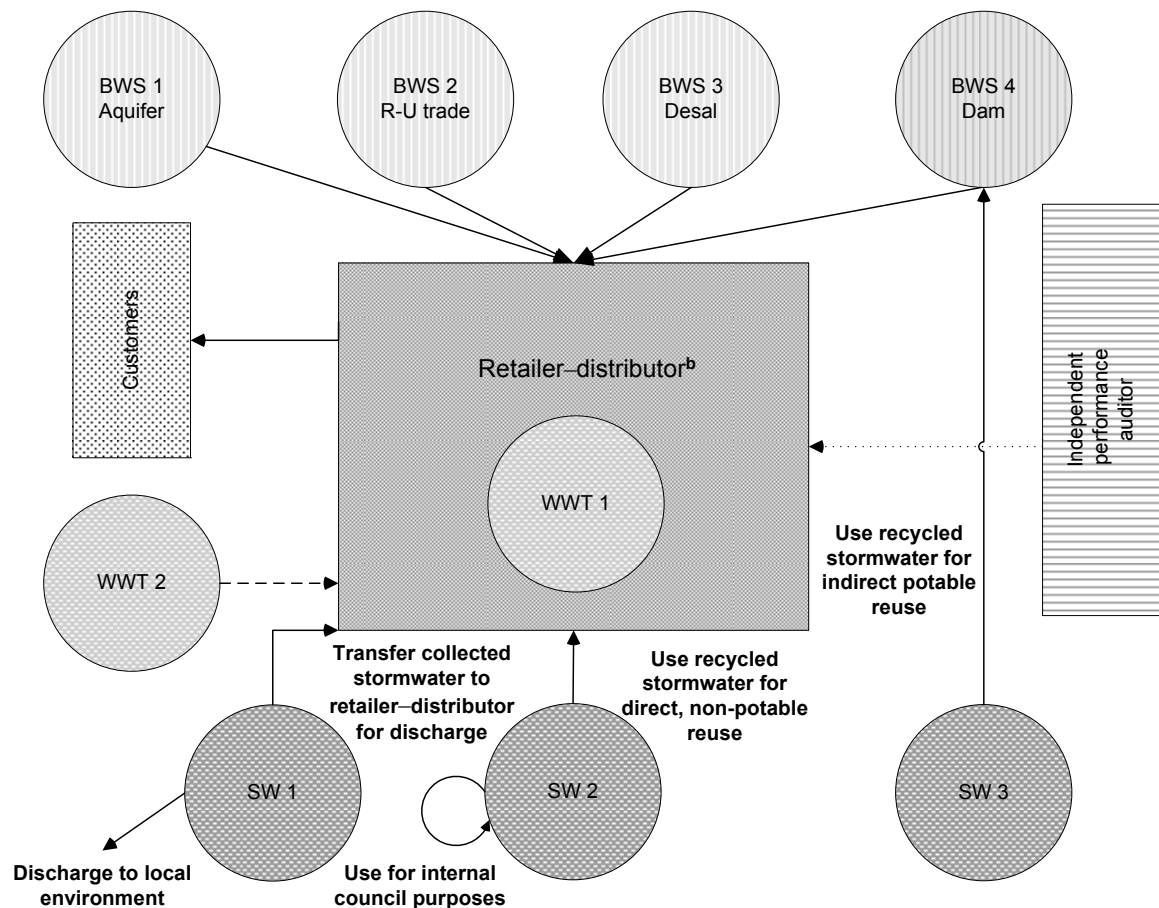 BWS 1
Aquifer
BWS 2
R-U trade
BWS 3
Desal
BWS 4
Dam
Customers
Retailer–distributorb
Independent
performance
auditor
WWT 1
WWT 2
Use recycled
stormwater for
indirect potable
reuse
Transfer collected
stormwater to
retailer–distributor
for discharge
Use recycled
stormwater for
direct, non-potable
reuse
SW 1
SW 2
SW 3
Discharge to local
environment
Use for internal
council purposes